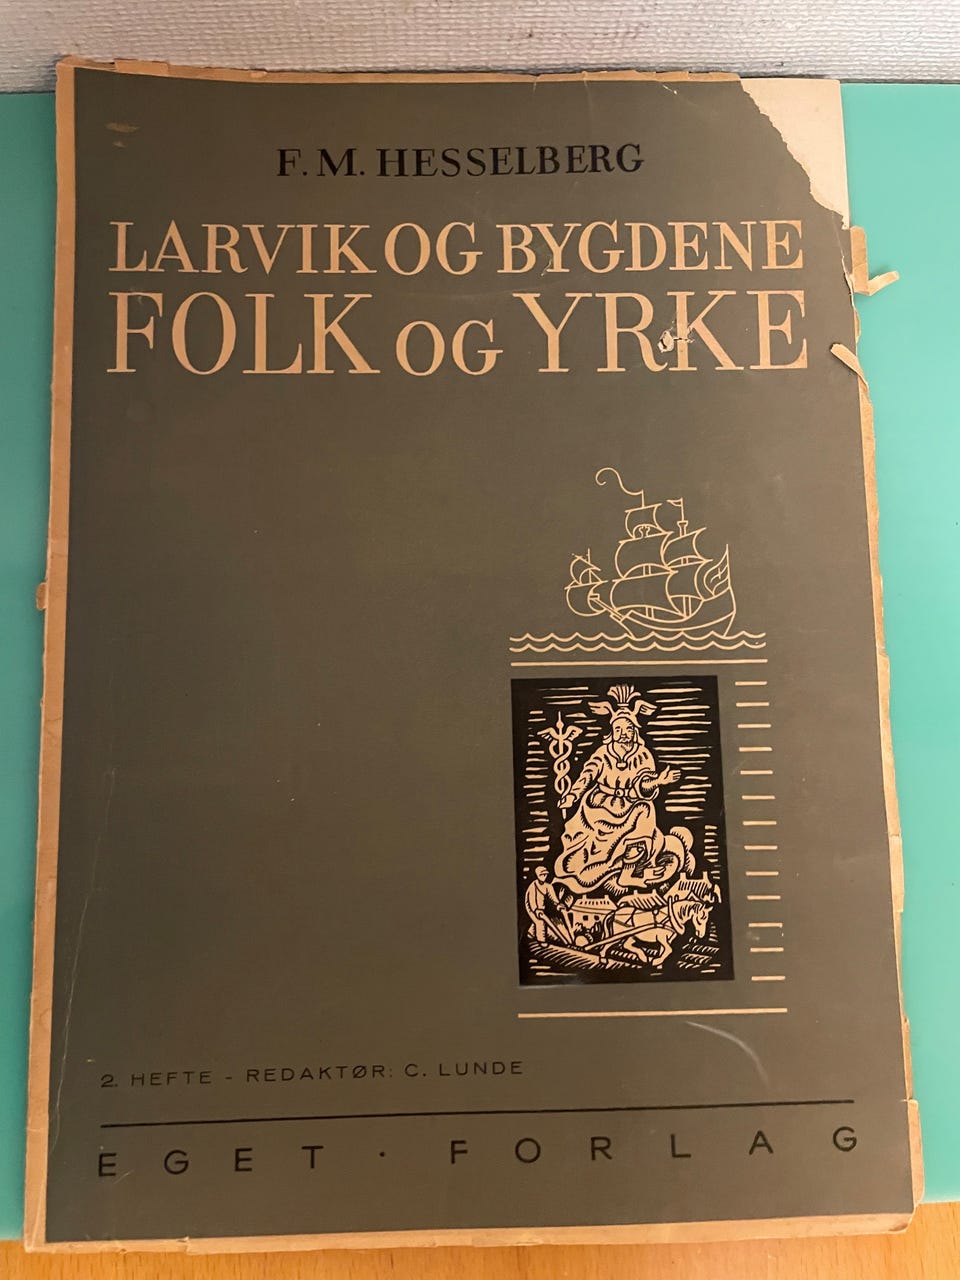 F. M. HESSELBERG
LARVIK OG BYGDENE
FOLK OG YRKE
2. HEFTE - REDAKTØR: C. LUNDE
EGET · FORLAG